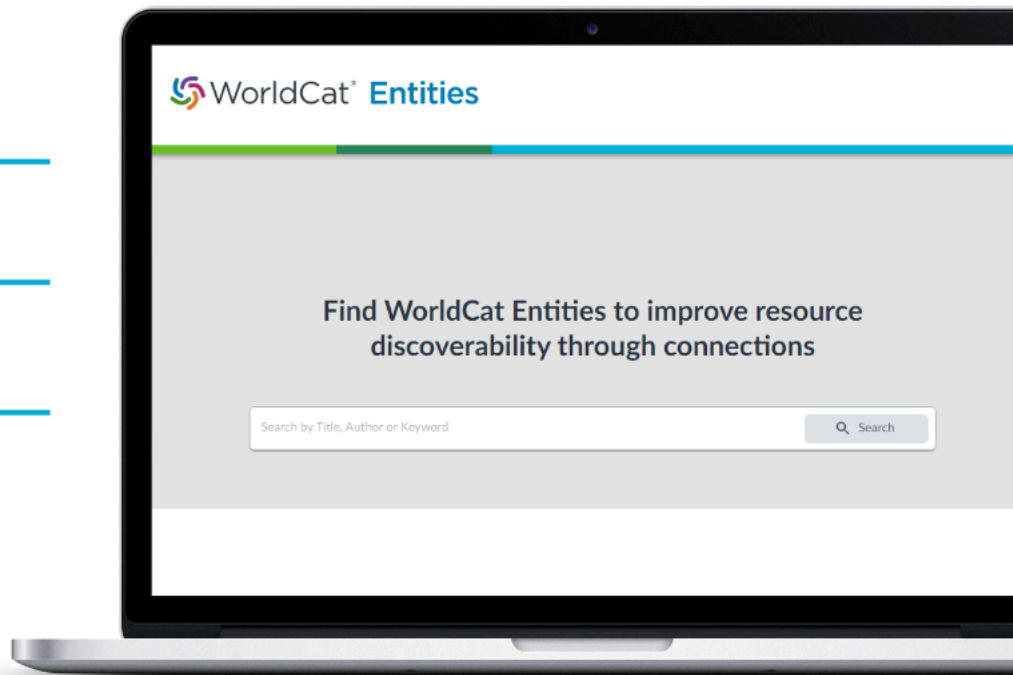 WorldCat® Entities
Find WorldCat Entities to improve resource
discoverability through connections
Search by Title, Author or Keyword
Search